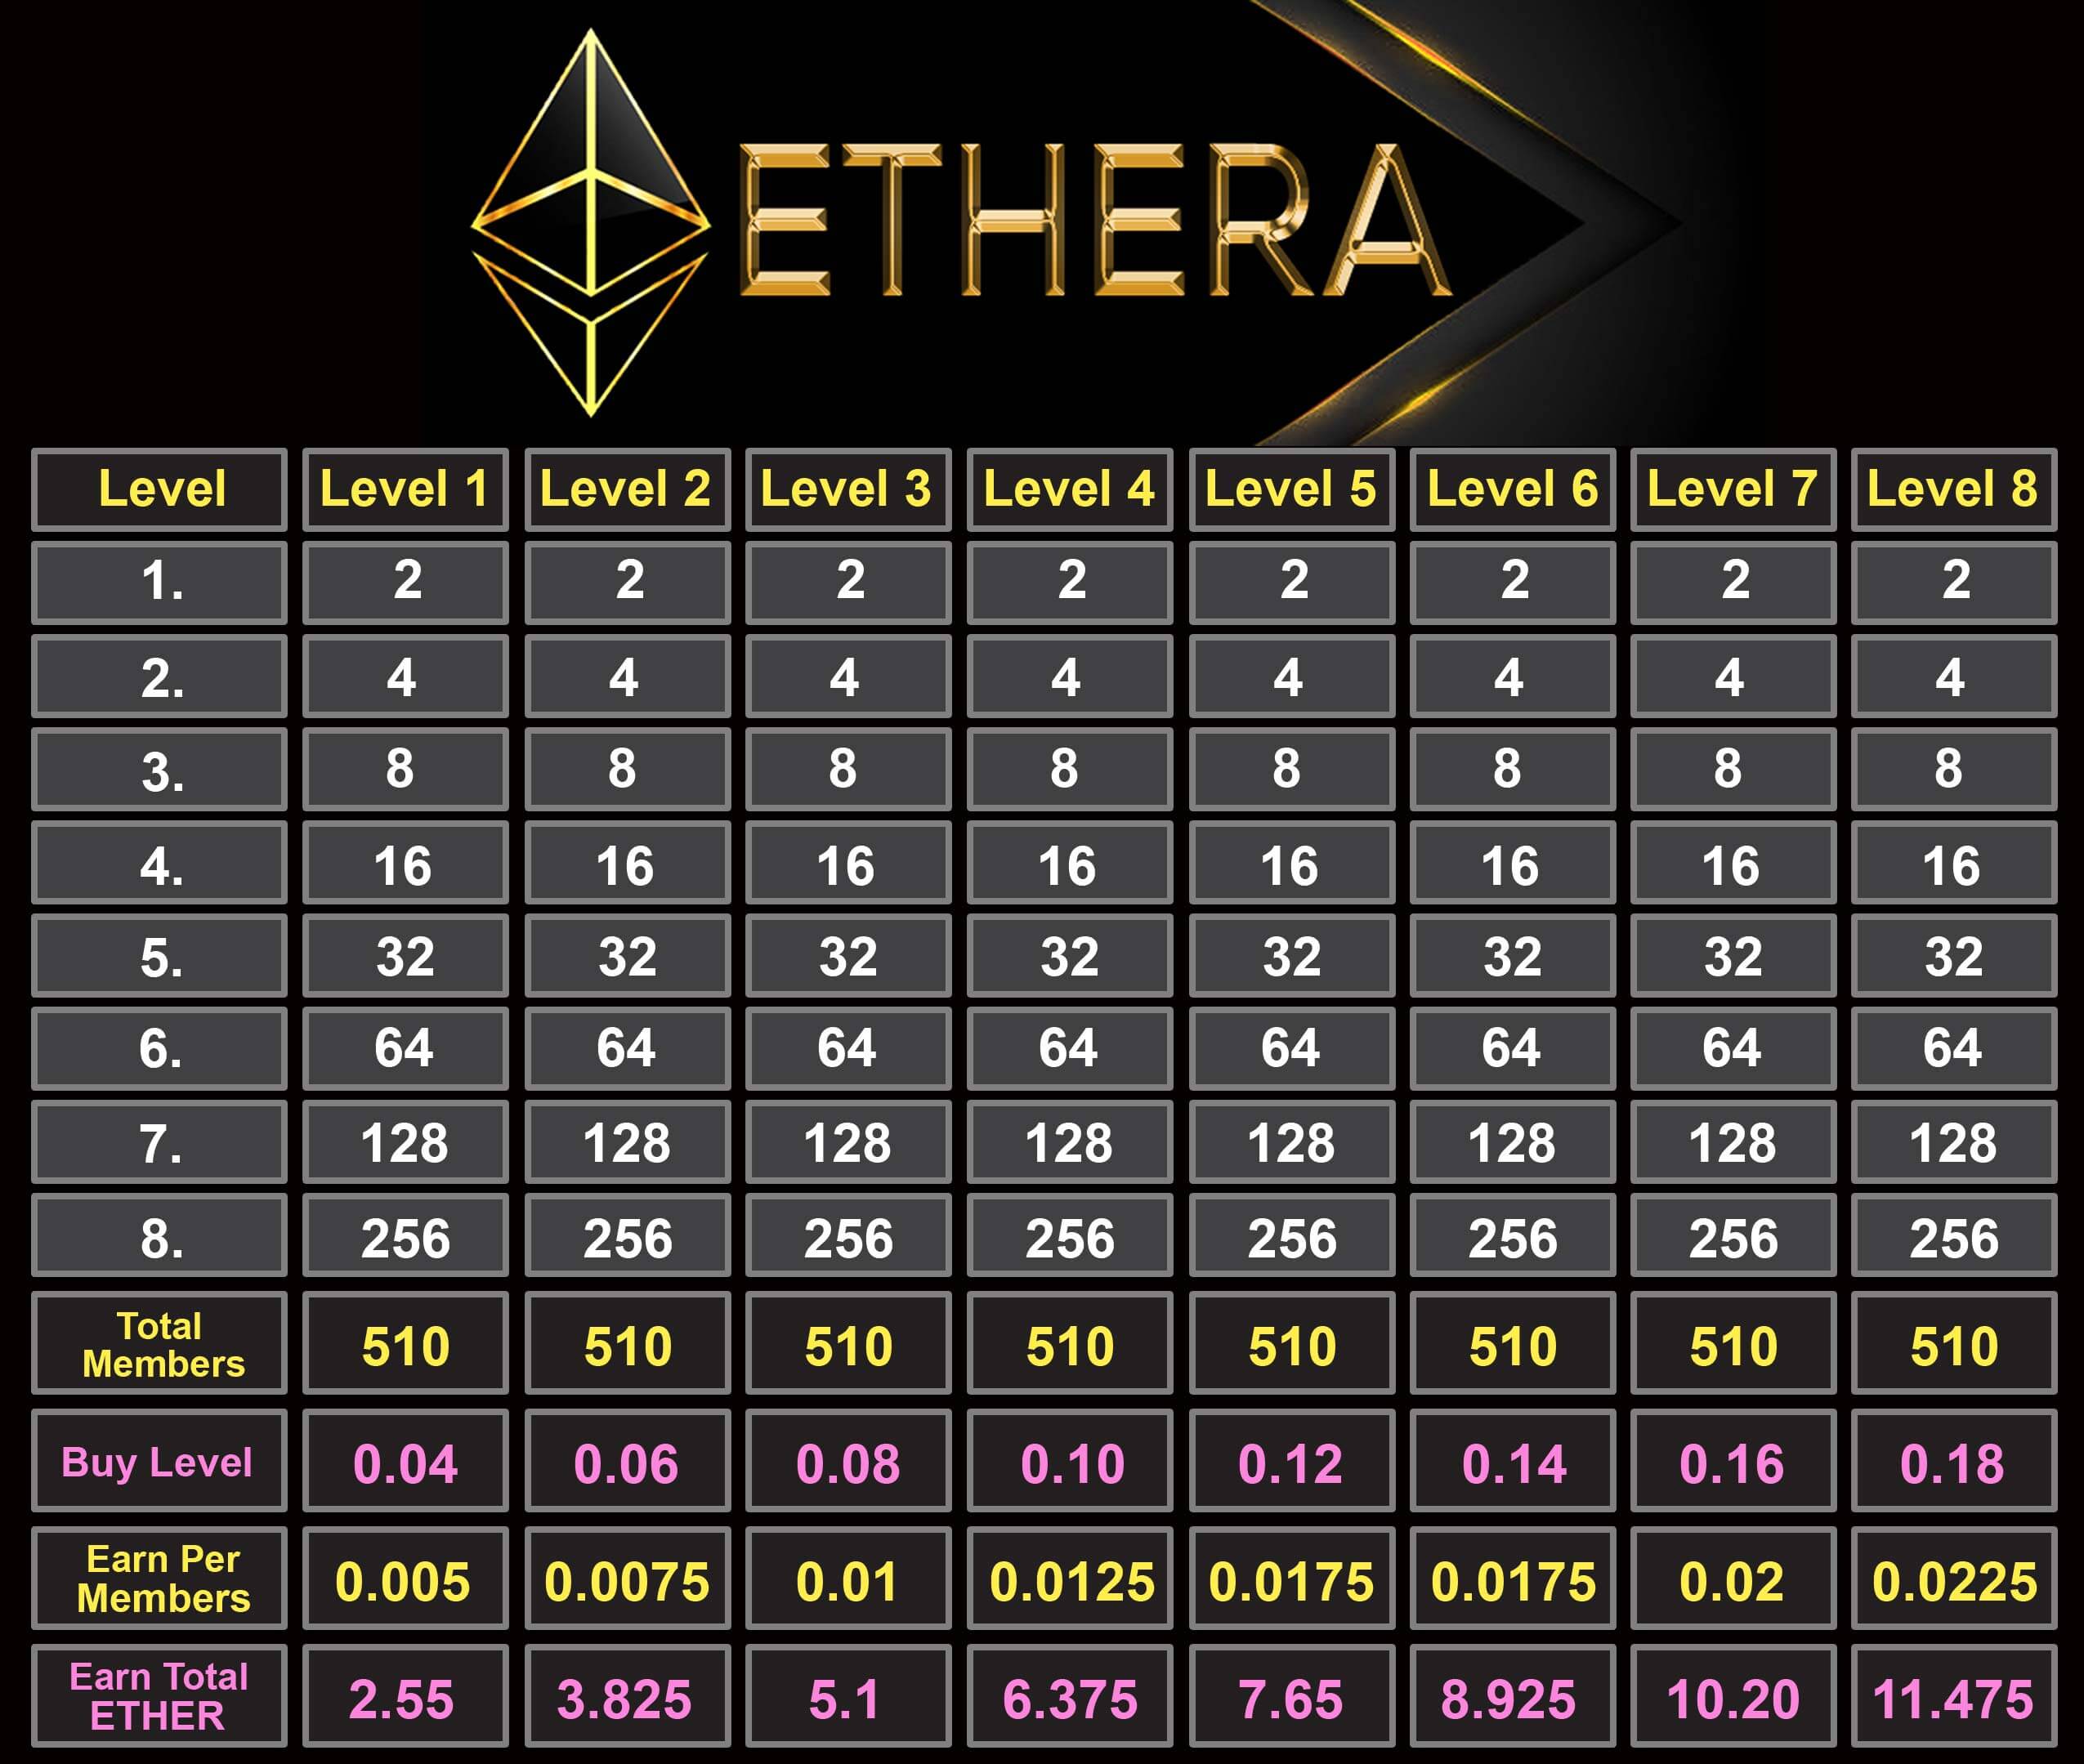 ETHERA
Level Level 1 Level 2 Level 3 Level 4 Level 5 Level 6 Level 7 Level 8
1. 2 2 2 2 2 2 2 2
2. 4 4 4 4 4 4 4 4
3. 8 8 8 8 8 8 8 8
4. 16 16 16 16 16 16 16 16
5. 32 32 32 32 32 32 32 32
6. 64 64 64 64 64 64 64 64
7. 128 128 128 128 128 128 128 128
8. 256 256 256 256 256 256 256 256
Total
Members 510 510 510 510 510 510 510 510
Buy Level 0.04 0.06 0.08 0.10 0.12 0.14 0.16 0.18
Earn Per
Members 0.005 0.0075 0.01 0.0125 0.0175 0.0175 0.02 0.0225
Earn Total
ETHER 2.55 3.825 5.1 6.375 7.65 8.925 10.20 11.475